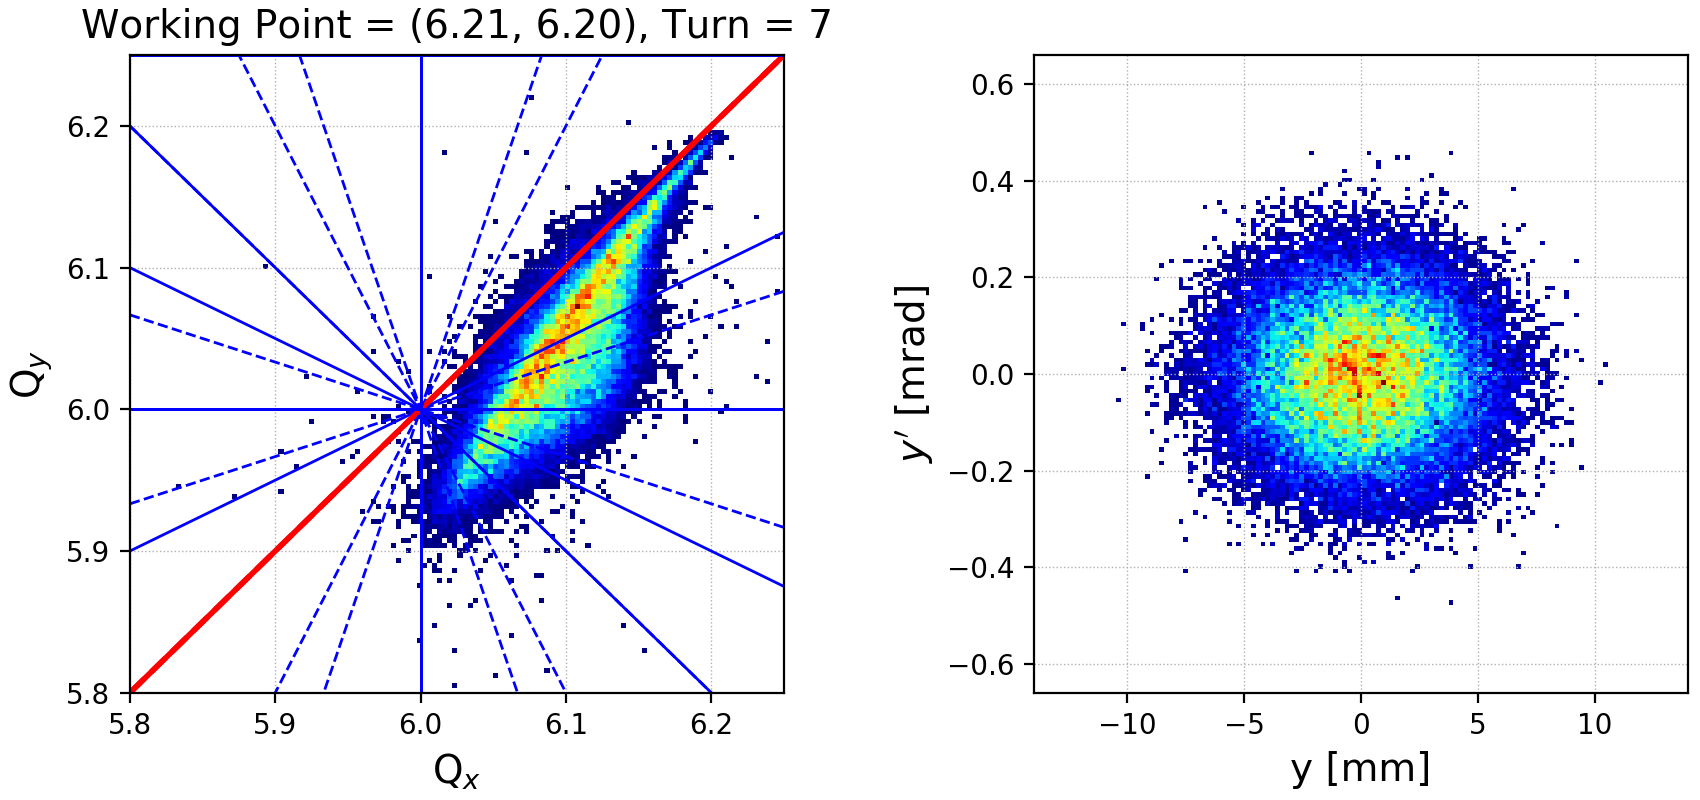 Working Point = (6.21, 6.20), Turn = 7
6.2
6.1
6.0
5.9
5.8
Q_y
5.8 5.9 6.0 6.1 6.2
Q_x
0.6
0.4
0.2
0.0
−0.2
−0.4
−0.6
y′ [mrad]
−10 −5 0 5 10
y [mm]